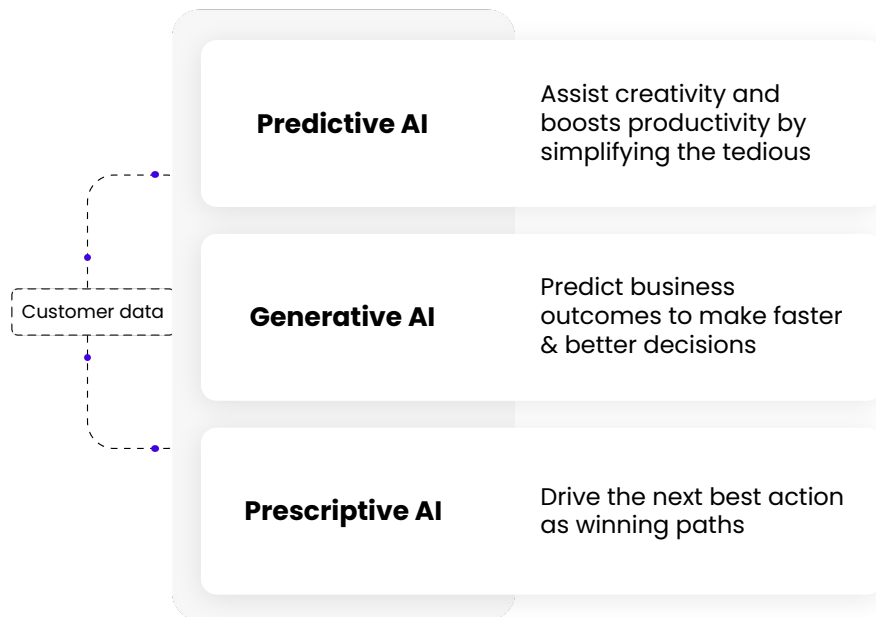 Predictive AI
Assist creativity and
boosts productivity by
simplifying the tedious
Customer data
Generative AI
Predict business
outcomes to make faster
& better decisions
Prescriptive AI
Drive the next best action
as winning paths